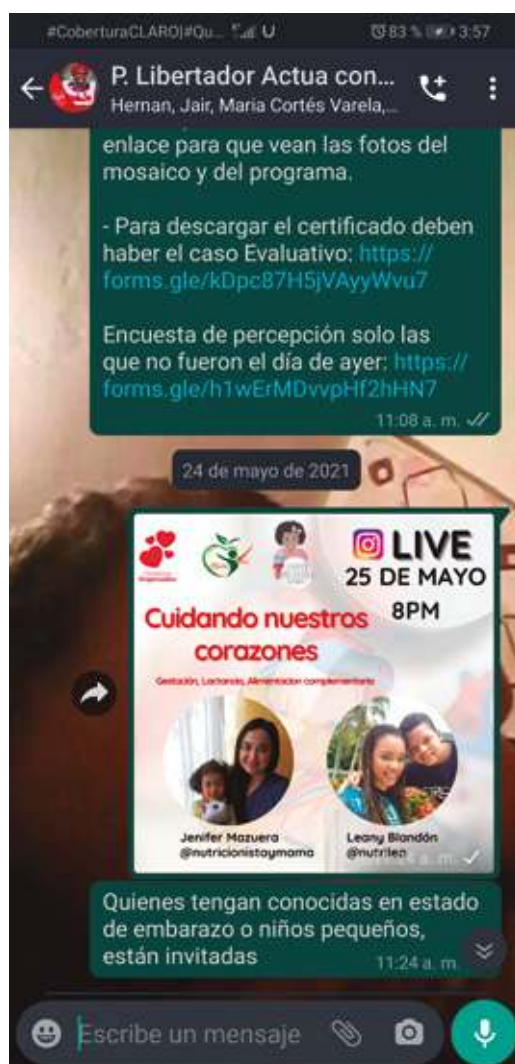 #CoberturaCLARO|#Qu... U 83 % 3:57
P. Libertador Actua con...
Hernan, Jair, Maria Cortés Varela,...
enlace para que vean las fotos del
mosaico y del programa.
- Para descargar el certificado deben
haber el caso Evaluativo: https://
forms.gle/kDpc87H5jVAyyWvu7
Encuesta de percepción solo las
que no fueron el día de ayer: https://
forms.gle/h1wErMDvvpHf2hHN7
11:08 a. m.
24 de mayo de 2021
LIVE
25 DE MAYO
8PM
Cuidando nuestros
corazones
Gestación, Lactancia, Alimentacion complementaria
Jenifer Mazuera
@nutricionistaymama
Leany Blandón
@nutrilen
a. m.
Quienes tengan conocidas en estado
de embarazo o niños pequeños,
están invitadas
11:24 a. m.
Escribe un mensaje